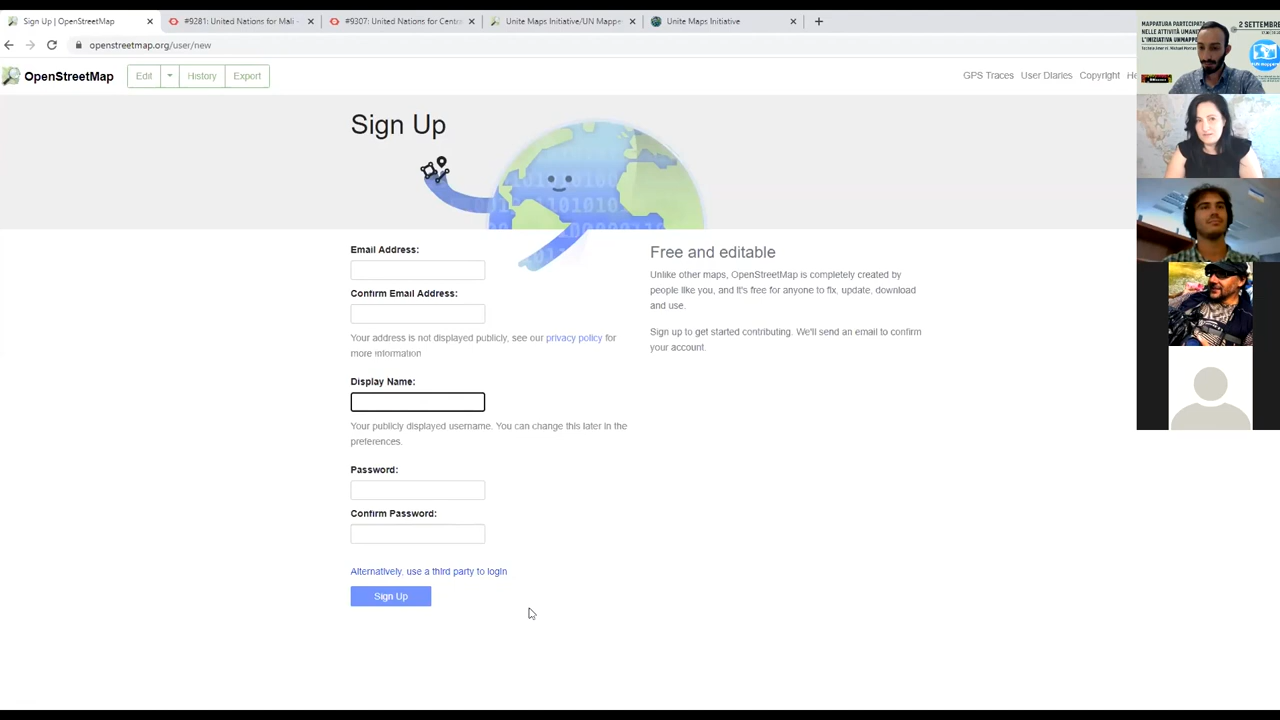 Sign Up | OpenStreetMap
#9281: United Nations for Mali -
#9307: United Nations for Centra
Unite Maps Initiative/UN Mappe
Unite Maps Initiative
openstreetmap.org/user/new
OpenStreetMap
Edit
History
Export
GPS Traces
User Diaries
Copyright
He
MAPPATURA PARTECIPA
NELLE ATTIVITÀ UMANI
L'INIZIATIVA UNMAPPE
2 SETTEMBRE
Sign Up
Email Address:
Confirm Email Address:
Your address is not displayed publicly, see our privacy policy for
more information
Display Name:
Your publicly displayed username. You can change this later in the
preferences.
Password:
Confirm Password:
Alternatively, use a third party to login
Sign Up
Free and editable
Unlike other maps, OpenStreetMap is completely created by
people like you, and it's free for anyone to fix, update, download
and use.
Sign up to get started contributing. We'll send an email to confirm
your account.